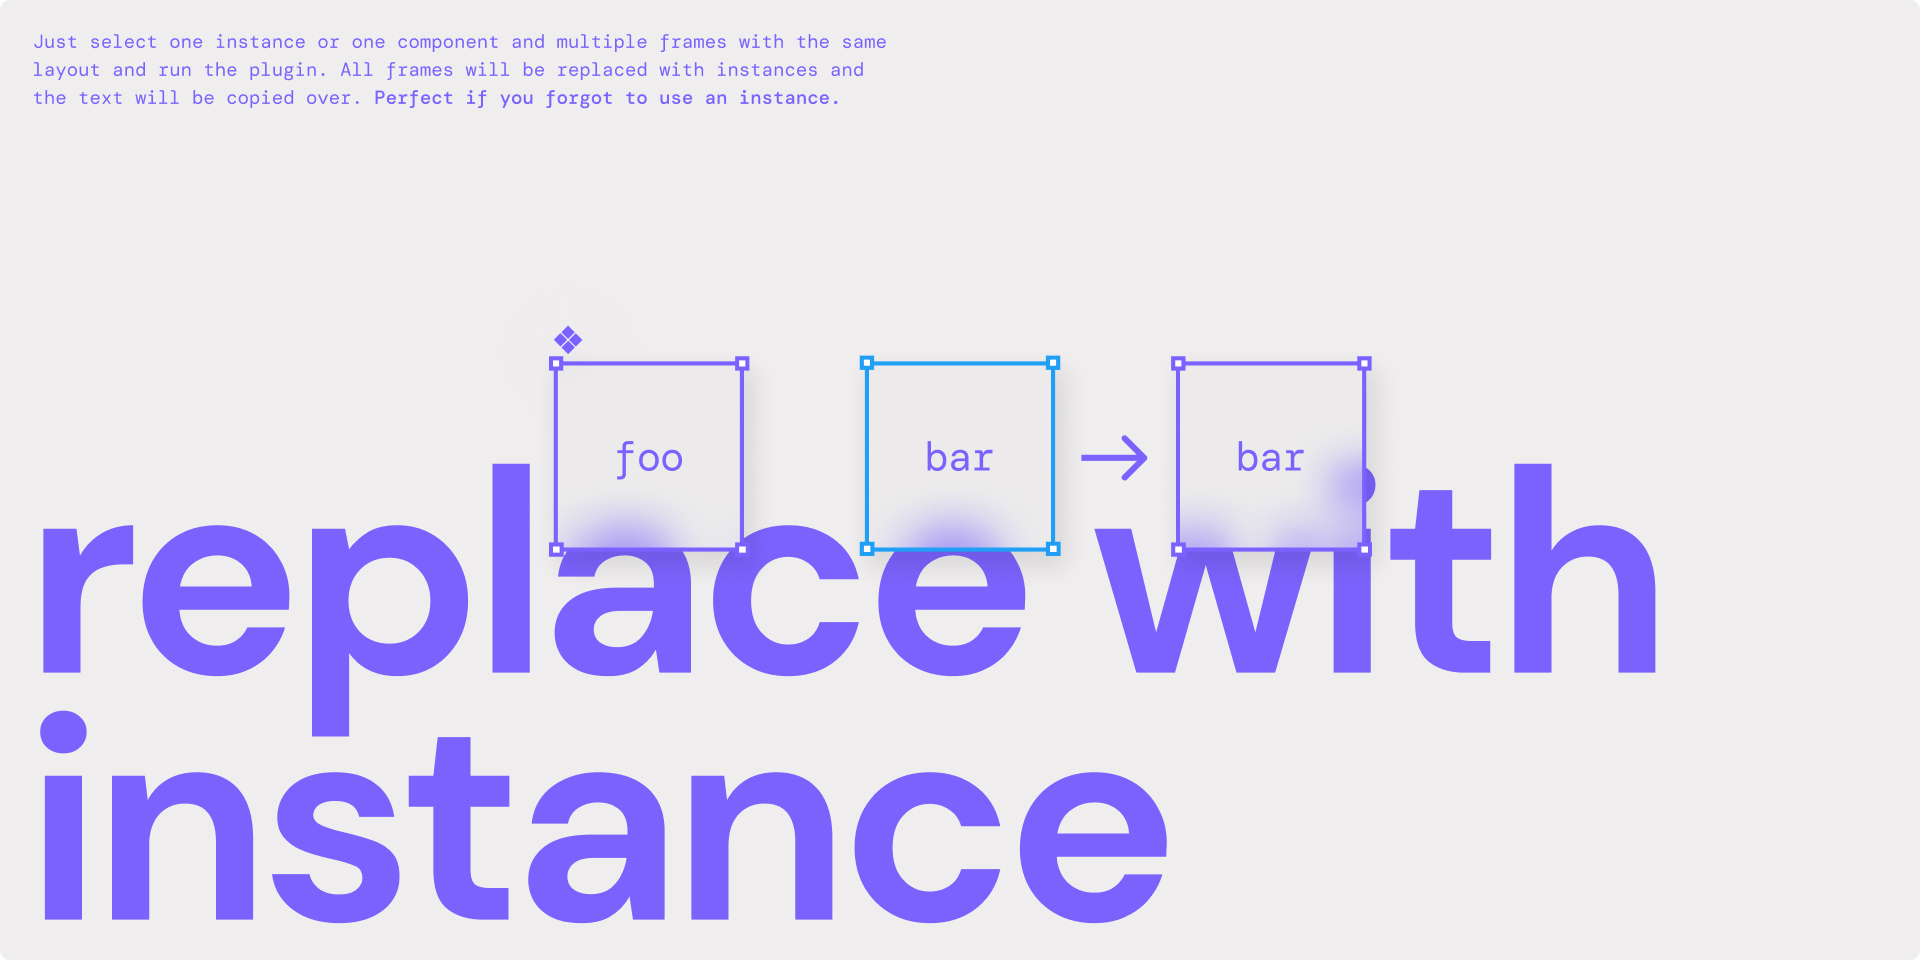 Just select one instance or one component and multiple frames with the same
layout and run the plugin. All frames will be replaced with instances and
the text will be copied over. Perfect if you forgot to use an instance.
foo
bar
bar
replace with
instance